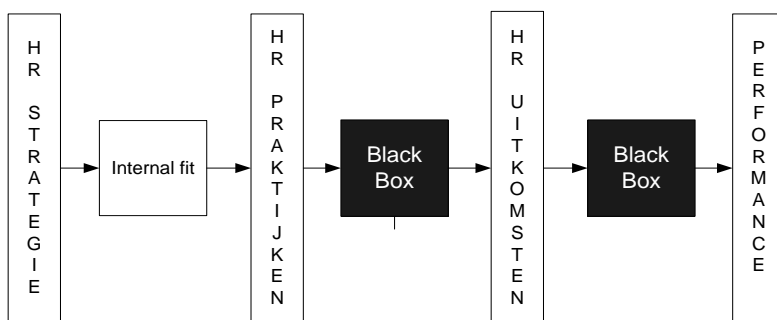 HR STRATEGIE
Internal fit
HR PRAKTIJKEN
Black
Box
HR UITKOMSTEN
Black
Box
PERFORMANCE